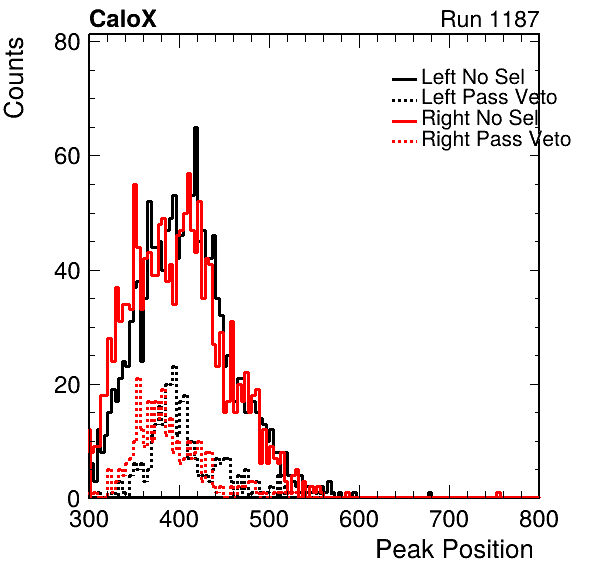 CaloX Run 1187
Counts
80
Left No Sel
Left Pass Veto
Right No Sel
Right Pass Veto
60
40
20
0
300 400 500 600 700 800
Peak Position